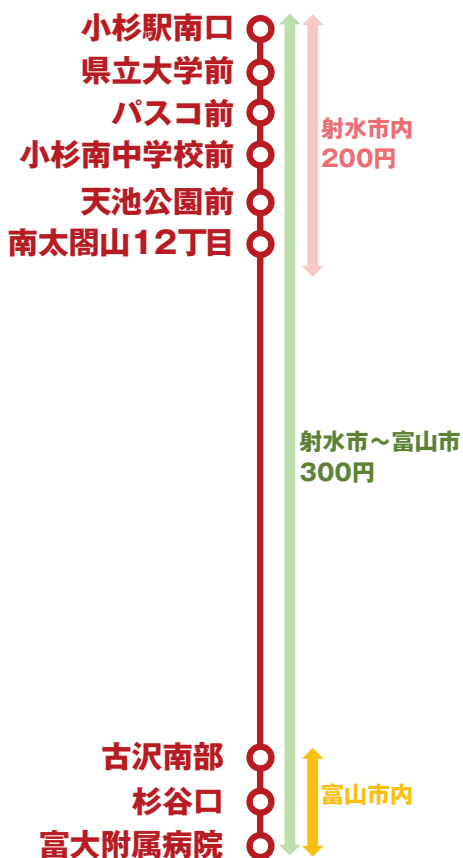 小杉駅南口
県立大学前
パスコ前
小杉南中学校前
天池公園前
南太閤山12丁目
射水市内
200円
射水市～富山市
300円
古沢南部
杉谷口
富大附属病院
富山市内